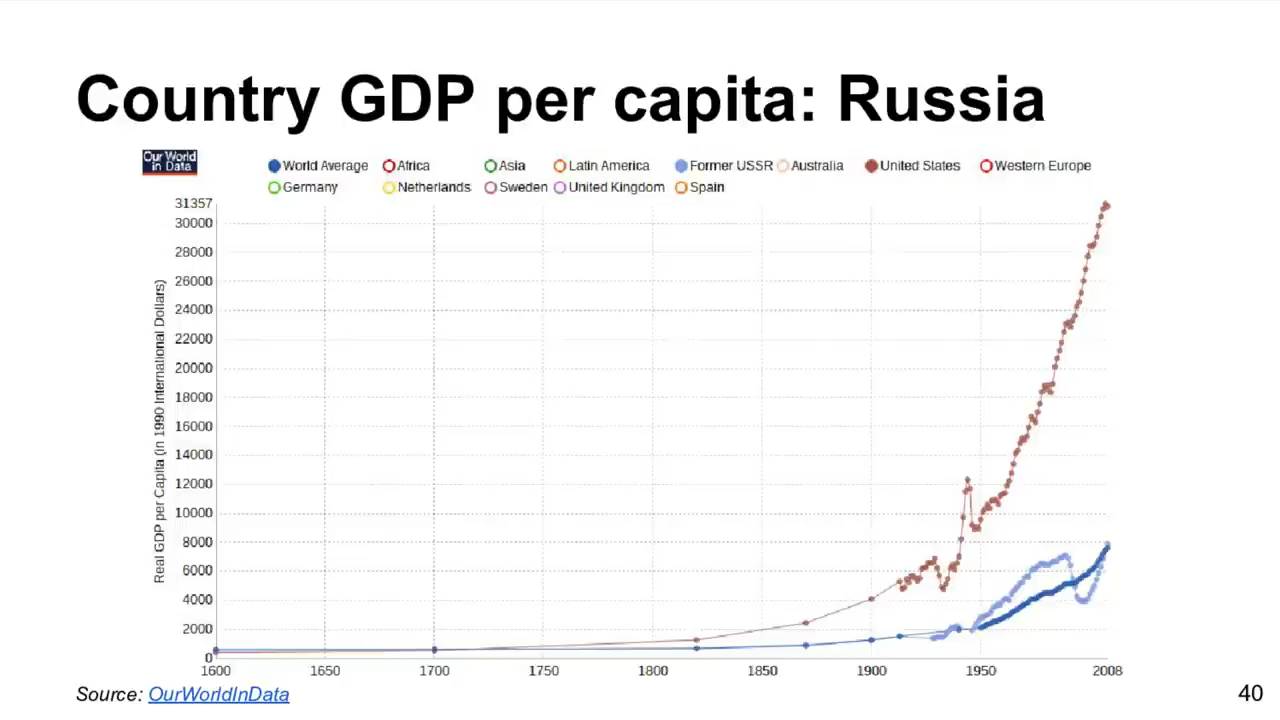 Country GDP per capita: Russia
Our World in Data
World Average Africa Asia Latin America Former USSR Australia United States Western Europe
Germany Netherlands Sweden United Kingdom Spain
Real GDP per Capita (in 1990 International Dollars)
31357
30000
28000
26000
24000
22000
20000
18000
16000
14000
12000
10000
8000
6000
4000
2000
0
1600 1650 1700 1750 1800 1850 1900 1950 2008
Source: OurWorldInData
40